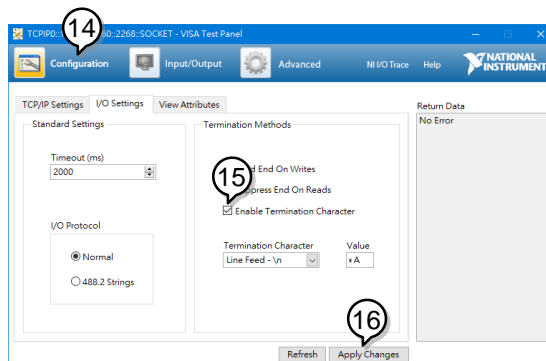 TCPIP0:: 50::2268::SOCKET - VISA Test Panel
14
Configuration Input/Output Advanced NI I/O Trace Help NATIONAL INSTRUMENT
TCP/IP Settings I/O Settings View Attributes
Return Data
Standard Settings Termination Methods
No Error
Timeout (ms)
2000
End On Writes
15
End On Reads
Enable Termination Character
I/O Protocol
Termination Character Value
Normal
Line Feed - \n xA
488.2 Strings
16
Refresh Apply Changes